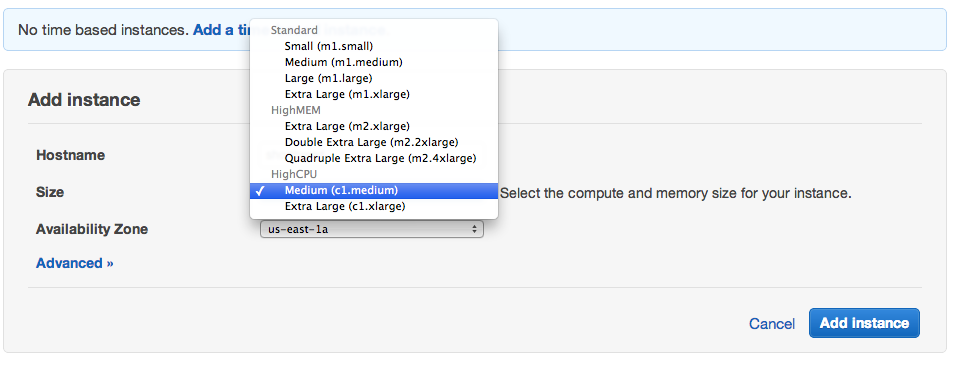 No time based instances. Add a ti
Standard
Small (m1.small)
Medium (m1.medium)
Large (m1.large)
Extra Large (m1.xlarge)
HighMEM
Extra Large (m2.xlarge)
Double Extra Large (m2.2xlarge)
Quadruple Extra Large (m2.4xlarge)
HighCPU
✓ Medium (c1.medium)
Extra Large (c1.xlarge)
Add instance
Hostname
Size
Select the compute and memory size for your instance.
Availability Zone
us-east-1a
Advanced »
Cancel
Add instance